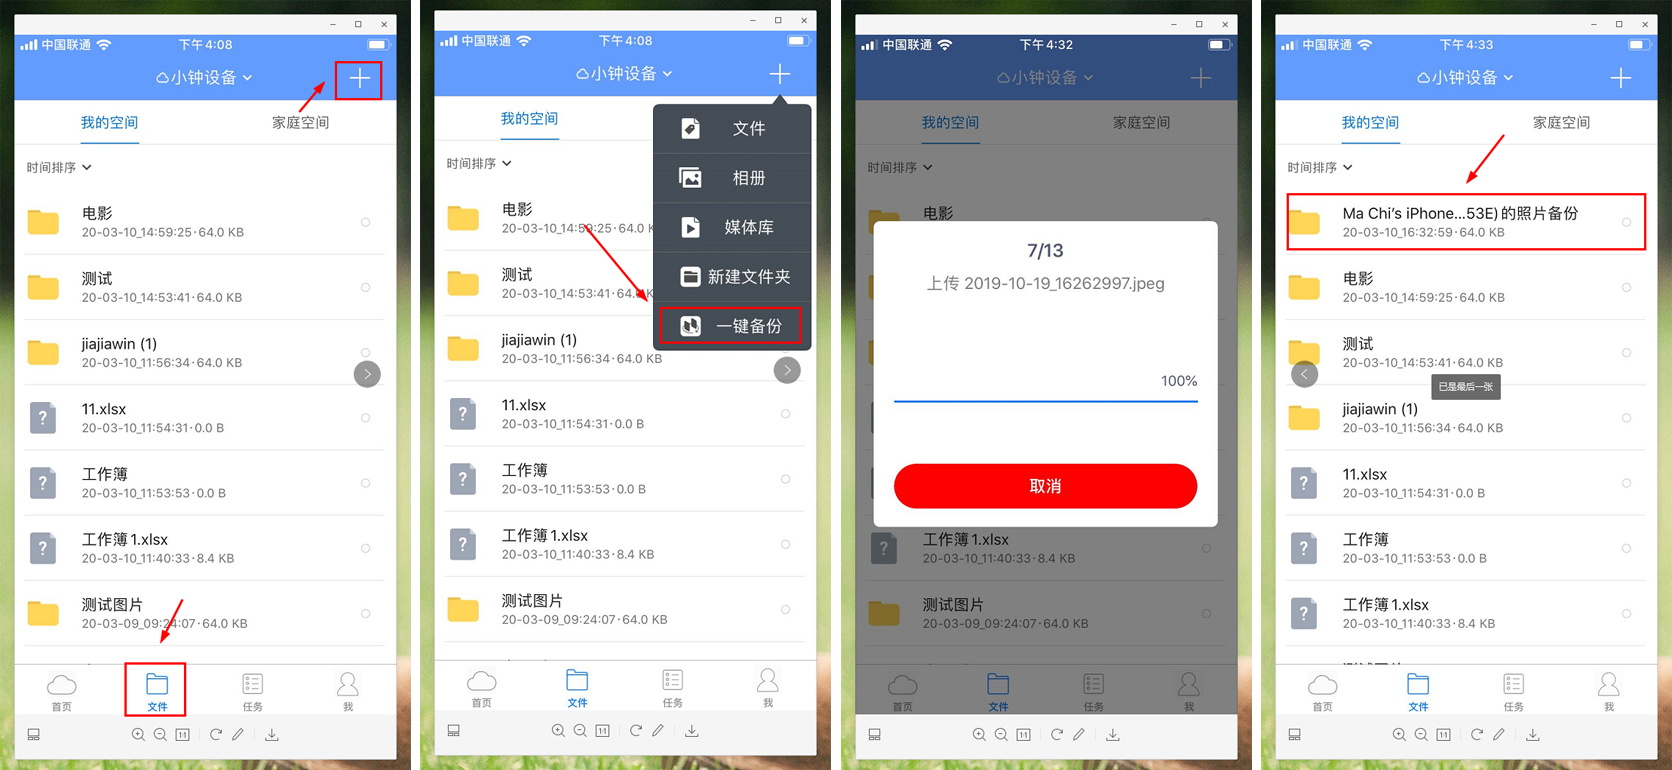 中国联通
下午4:08
小钟设备
我的空间
家庭空间
时间排序
电影
20-03-10_14:59:25·64.0 KB
测试
20-03-10_14:53:41·64.0 KB
jiajiawin (1)
20-03-10_11:56:34·64.0 KB
11.xlsx
20-03-10_11:54:31·0.0 B
工作簿
20-03-10_11:53:53·0.0 B
工作簿1.xlsx
20-03-10_11:40:33·8.4 KB
测试图片
20-03-09_09:24:07·64.0 KB
首页
文件
任务
我
1:1
中国联通
下午4:08
小钟设备
我的空间
时间排序
文件
相册
媒体库
新建文件夹
一键备份
电影
20-03-10_14:59:25·64.0 K
测试
20-03-10_14:53:41·64.0 K
jiajiawin (1)
20-03-10_11:56:34·64.0 KB
11.xlsx
20-03-10_11:54:31·0.0 B
工作簿
20-03-10_11:53:53·0.0 B
工作簿1.xlsx
20-03-10_11:40:33·8.4 KB
测试图片
20-03-09_09:24:07·64.0 KB
首页
文件
任务
我
1:1
中国联通
下午4:32
小钟设备
我的空间
家庭空间
时间排序
电影
7/13
上传 2019-10-19_16262997.jpeg
100%
取消
工作簿1.xlsx
20-03-10_11:40:33·8.4 KB
测试图片
20-03-09_09:24:07·64.0 KB
首页
文件
任务
我
1:1
中国联通
下午4:33
小钟设备
我的空间
家庭空间
时间排序
Ma Chi’s iPhone...53E)的照片备份
20-03-10_16:32:59·64.0 KB
电影
20-03-10_14:59:25·64.0 KB
测试
20-03-10_14:53:41·64.0 KB
已是最后一张
jiajiawin (1)
20-03-10_11:56:34·64.0 KB
11.xlsx
20-03-10_11:54:31·0.0 B
工作簿
20-03-10_11:53:53·0.0 B
工作簿1.xlsx
20-03-10_11:40:33·8.4 KB
首页
文件
任务
我
1:1